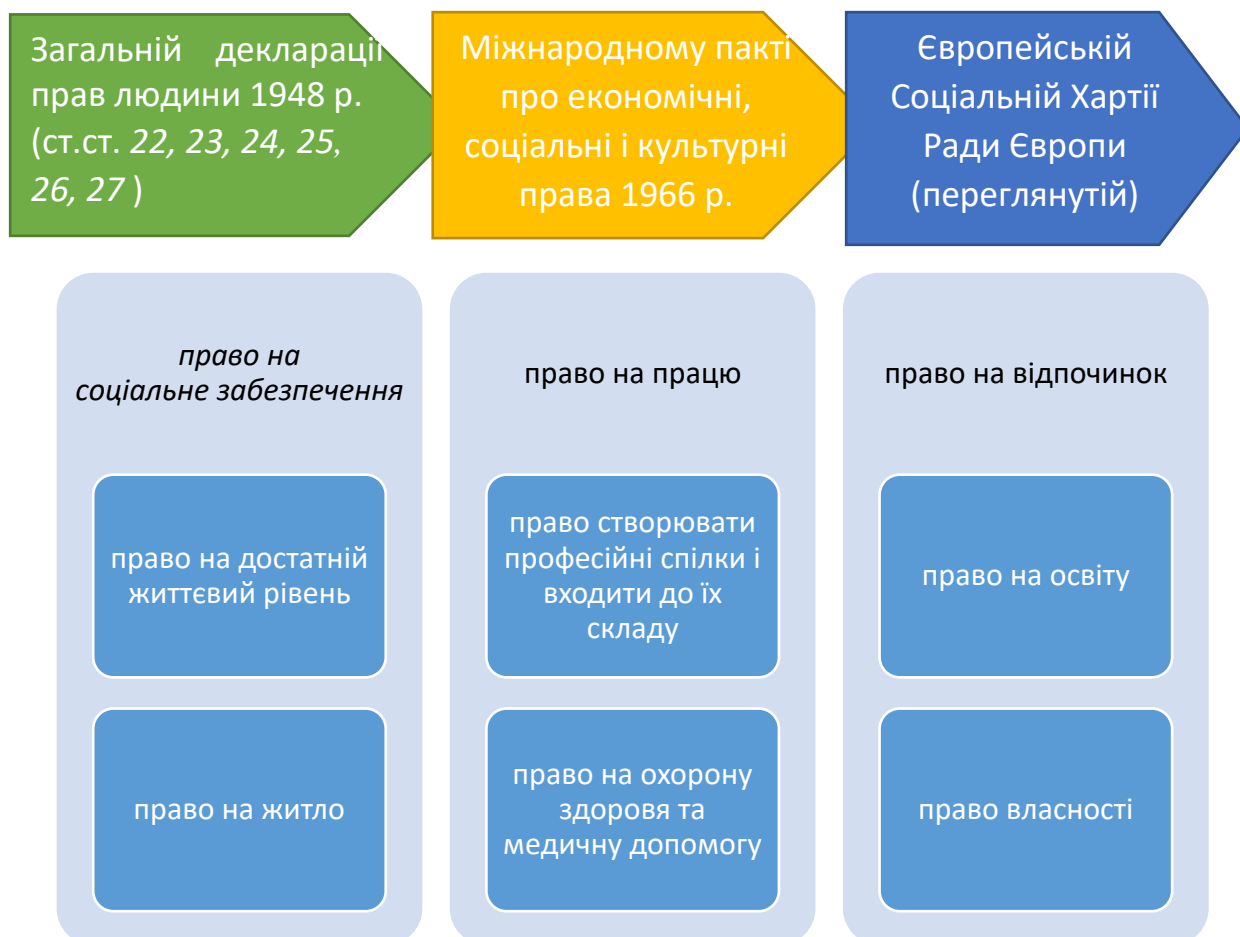 Загальній декларації
прав людини 1948 р.
(ст.ст. 22, 23, 24, 25,
26, 27 )
Міжнародному пакті
про економічні,
соціальні і культурні
права 1966 р.
Європейській
Соціальній Хартії
Ради Європи
(переглянутій)
право на
соціальне забезпечення
право на достатній
життєвий рівень
право на житло
право на працю
право створювати
професійні спілки і
входити до їх
складу
право на охорону
здоровя та
медичну допомогу
право на відпочинок
право на освіту
право власності